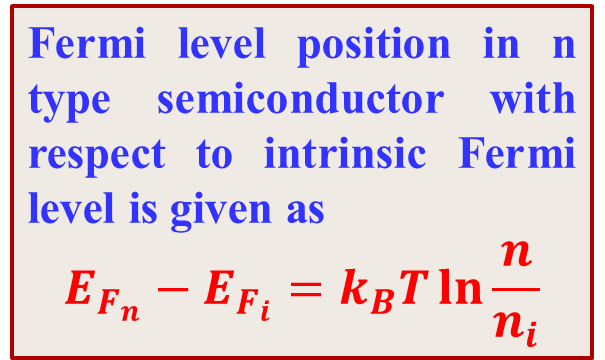 Fermi level position in n
type semiconductor with
respect to intrinsic Fermi
level is given as
E_{F_n} − E_{F_i} = k_B T ln \frac{n}{n_i}